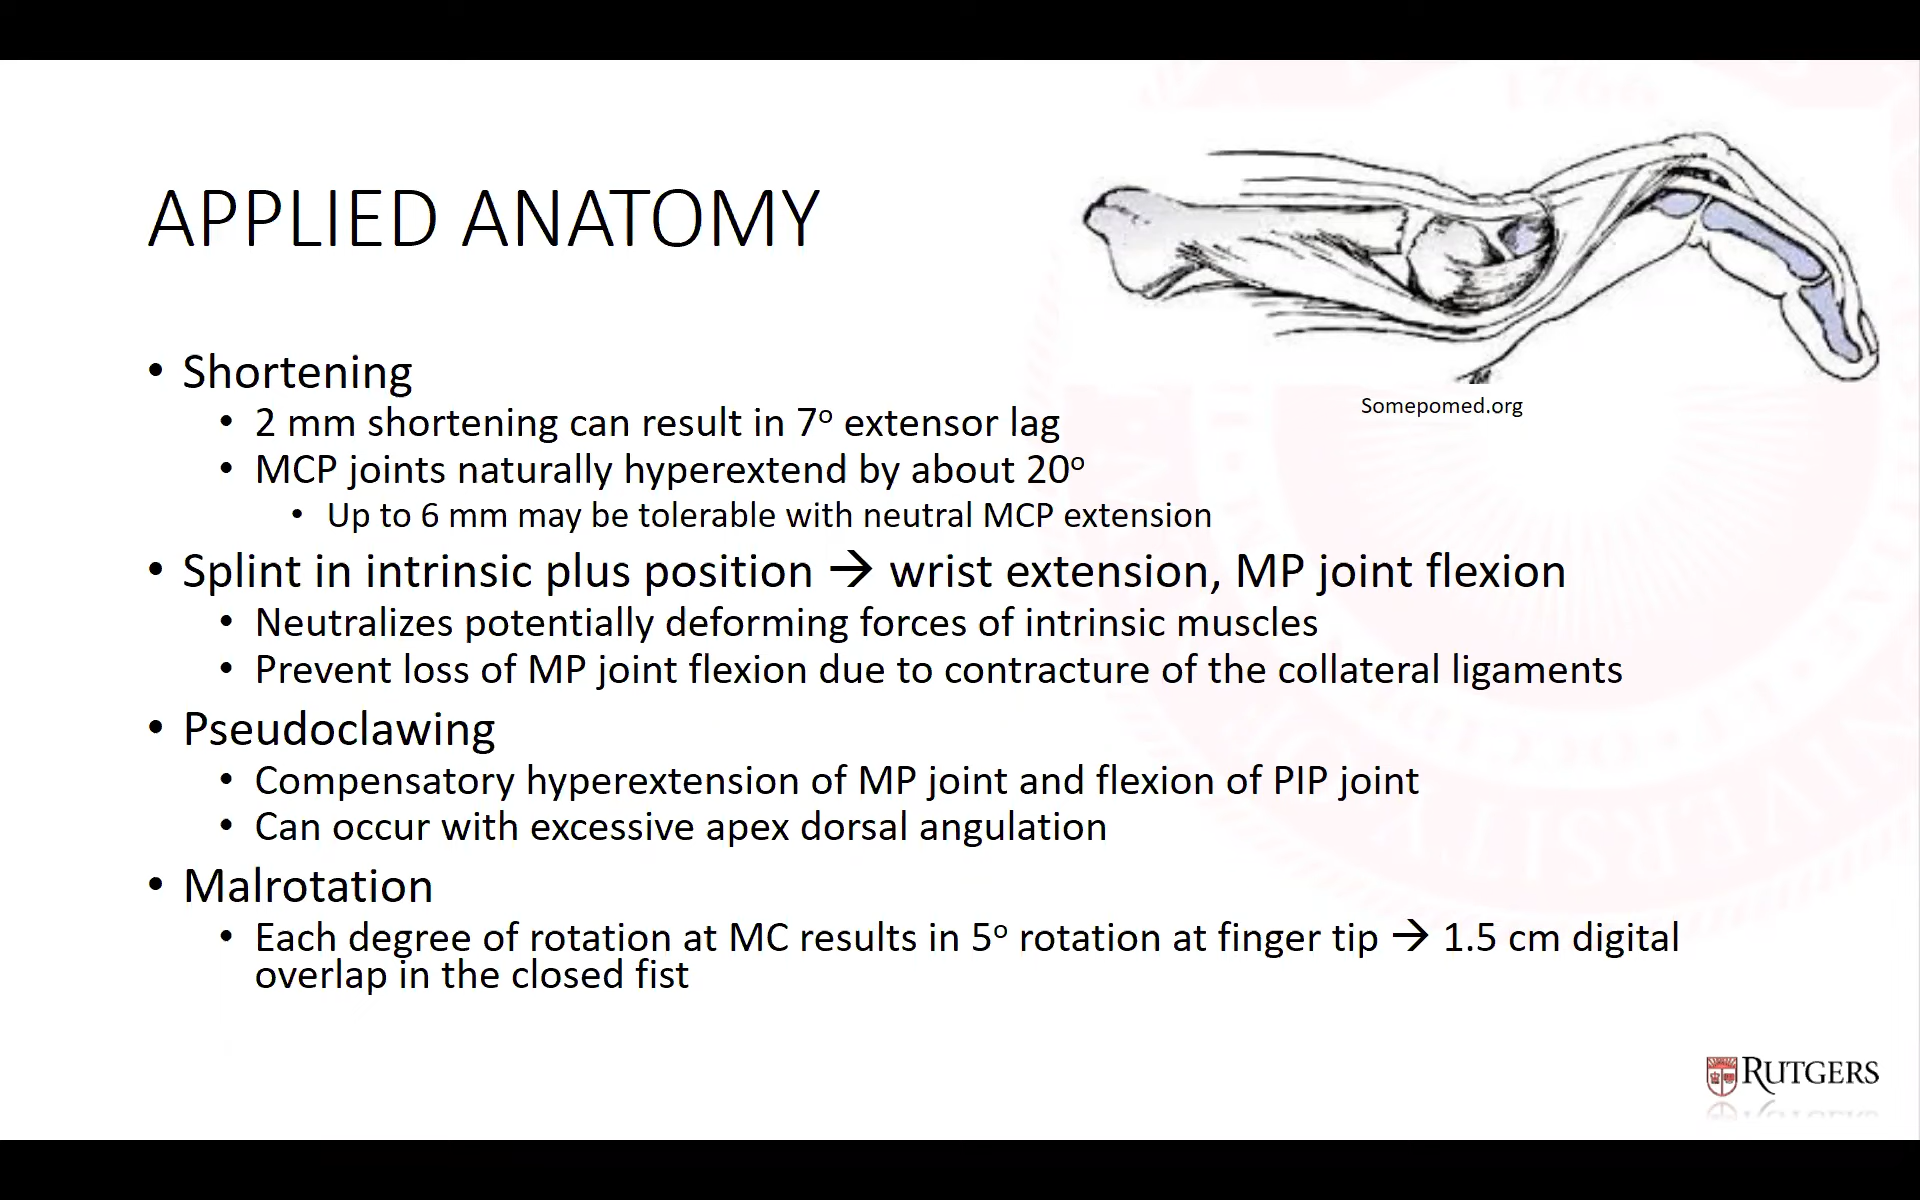 APPLIED ANATOMY
Somepomed.org
• Shortening
• 2 mm shortening can result in 7º extensor lag
• MCP joints naturally hyperextend by about 20º
• Up to 6 mm may be tolerable with neutral MCP extension
• Splint in intrinsic plus position → wrist extension, MP joint flexion
• Neutralizes potentially deforming forces of intrinsic muscles
• Prevent loss of MP joint flexion due to contracture of the collateral ligaments
• Pseudoclawing
• Compensatory hyperextension of MP joint and flexion of PIP joint
• Can occur with excessive apex dorsal angulation
• Malrotation
• Each degree of rotation at MC results in 5º rotation at finger tip → 1.5 cm digital
overlap in the closed fist
RUTGERS